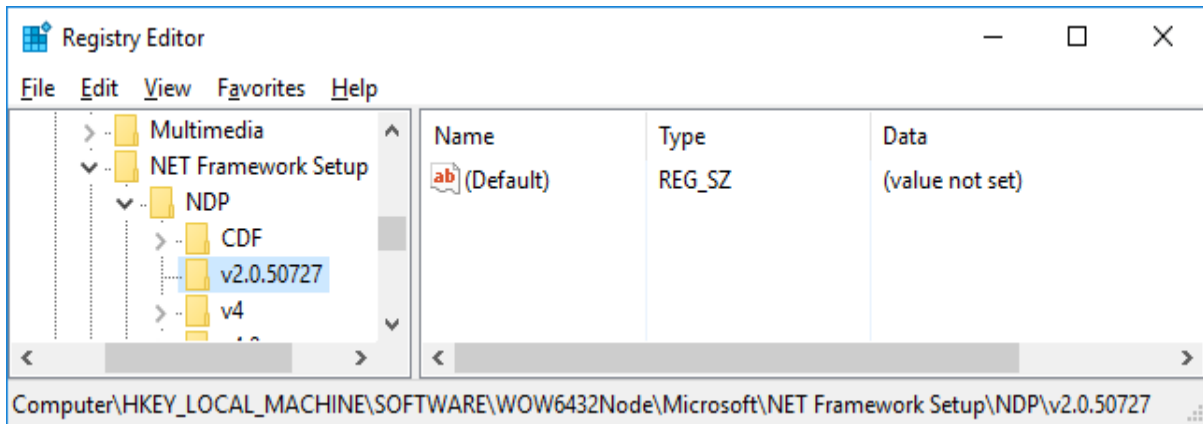 Registry Editor
File Edit View Favorites Help
Multimedia
NET Framework Setup
NDP
CDF
v2.0.50727
v4
Name Type Data
ab (Default) REG_SZ (value not set)
Computer\HKEY_LOCAL_MACHINE\SOFTWARE\WOW6432Node\Microsoft\NET Framework Setup\NDP\v2.0.50727